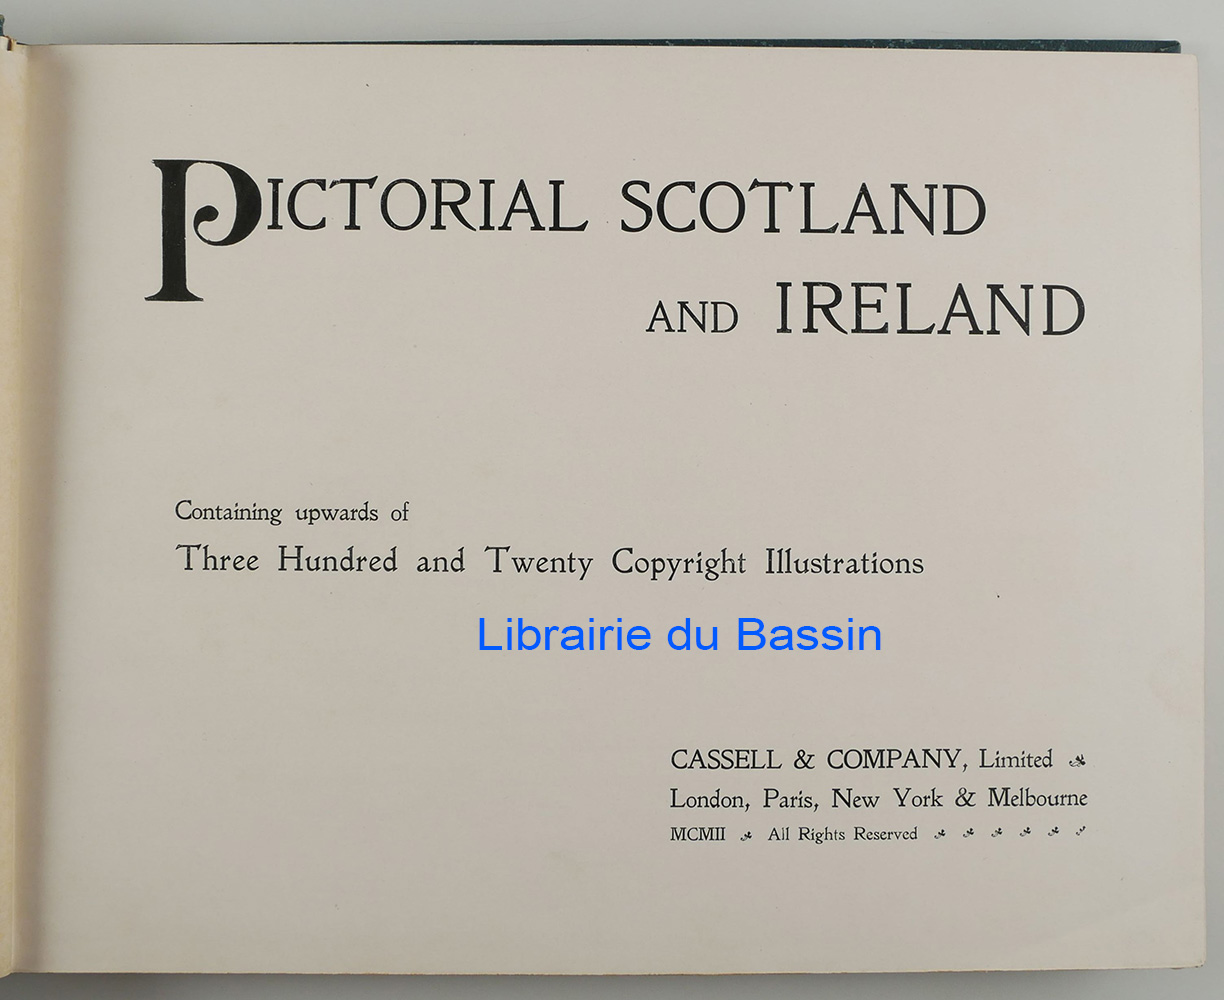 PICTORIAL SCOTLAND
AND IRELAND
Containing upwards of
Three Hundred and Twenty Copyright Illustrations
Librairie du Bassin
CASSELL & COMPANY, Limited
London, Paris, New York & Melbourne
MCMII All Rights Reserved